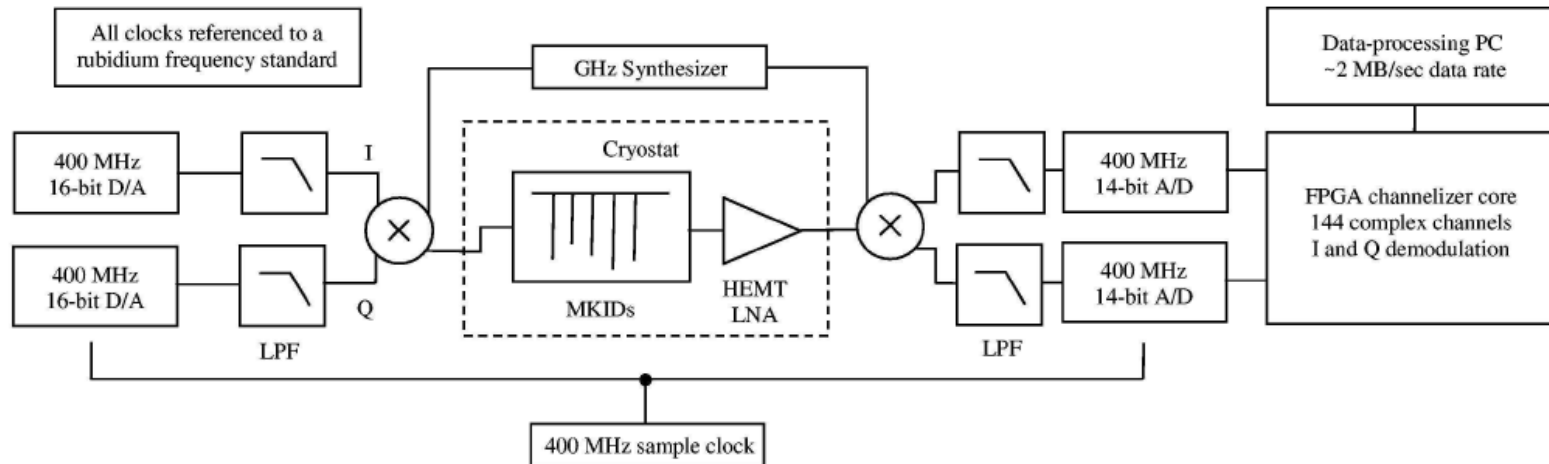 All clocks referenced to a
rubidium frequency standard
GHz Synthesizer
Data-processing PC
~2 MB/sec data rate
400 MHz
16-bit D/A
I
Cryostat
400 MHz
14-bit A/D
FPGA channelizer core
144 complex channels
I and Q demodulation
400 MHz
16-bit D/A
Q
LPF
MKIDs
HEMT
LNA
LPF
400 MHz
14-bit A/D
400 MHz sample clock